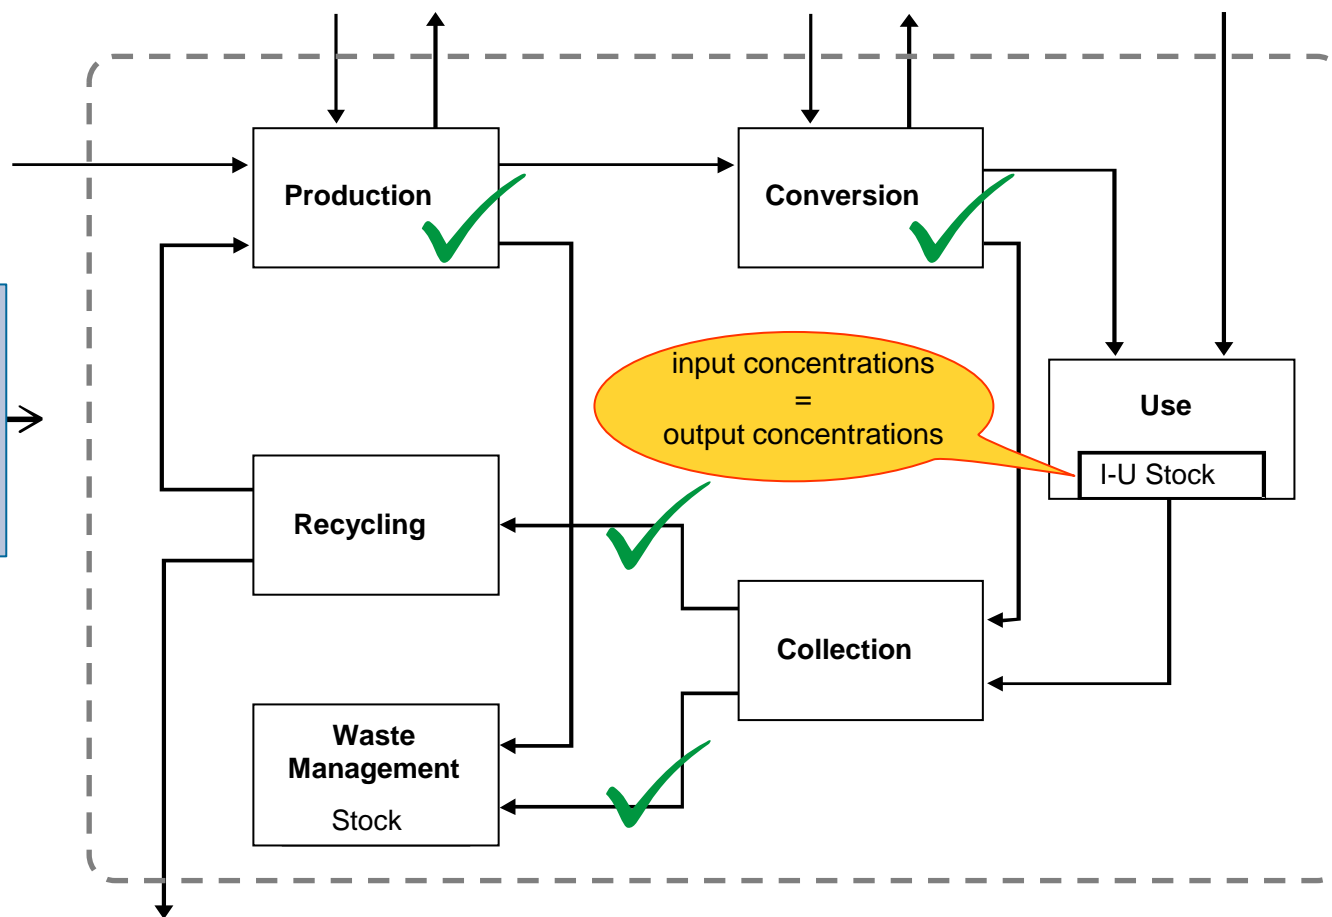 Production
Conversion
input concentrations
=
output concentrations
Use
I-U Stock
Recycling
Collection
Waste
Management
Stock